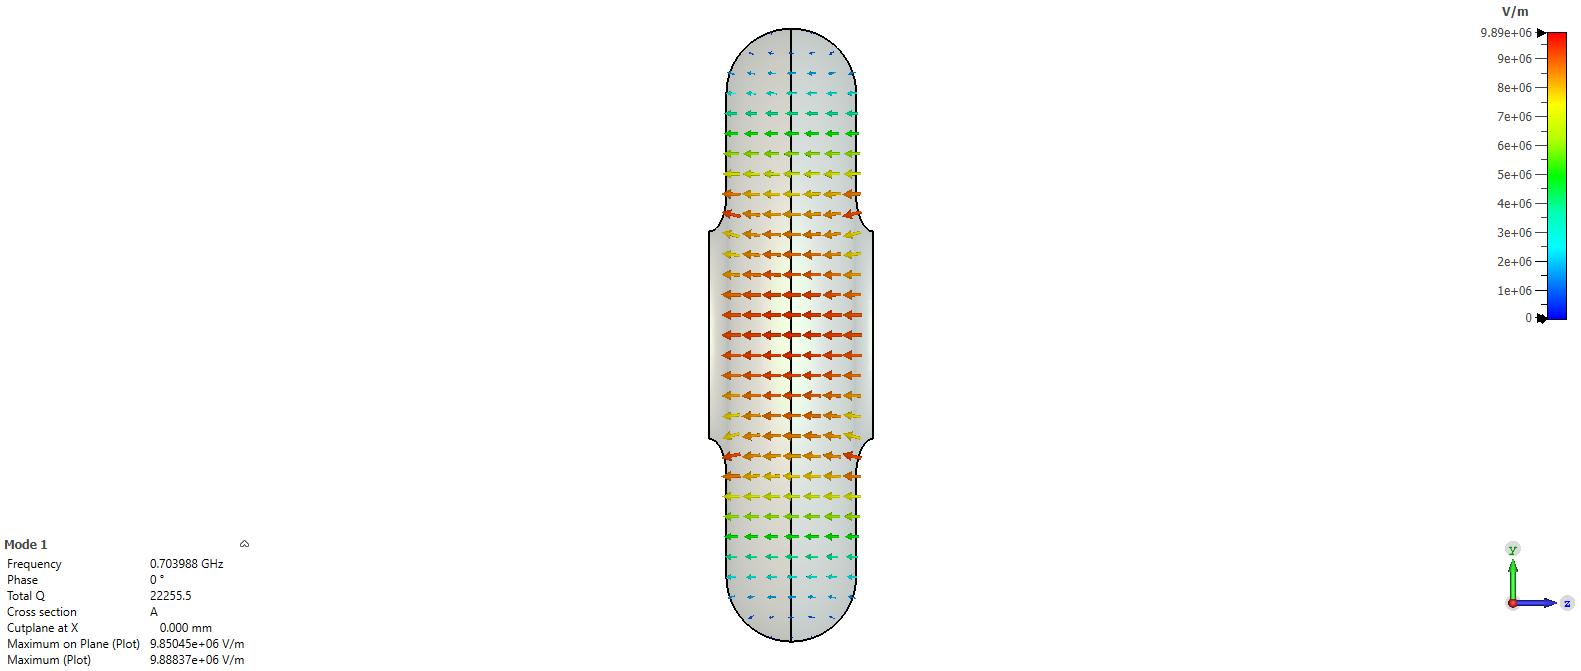 V/m
9.89e+06
9e+06
8e+06
7e+06
6e+06
5e+06
4e+06
3e+06
2e+06
1e+06
0
Mode 1
Frequency 0.703988 GHz
Phase 0 °
Total Q 22255.5
Cross section A
Cutplane at X 0.000 mm
Maximum on Plane (Plot) 9.85045e+06 V/m
Maximum (Plot) 9.88837e+06 V/m
y
z